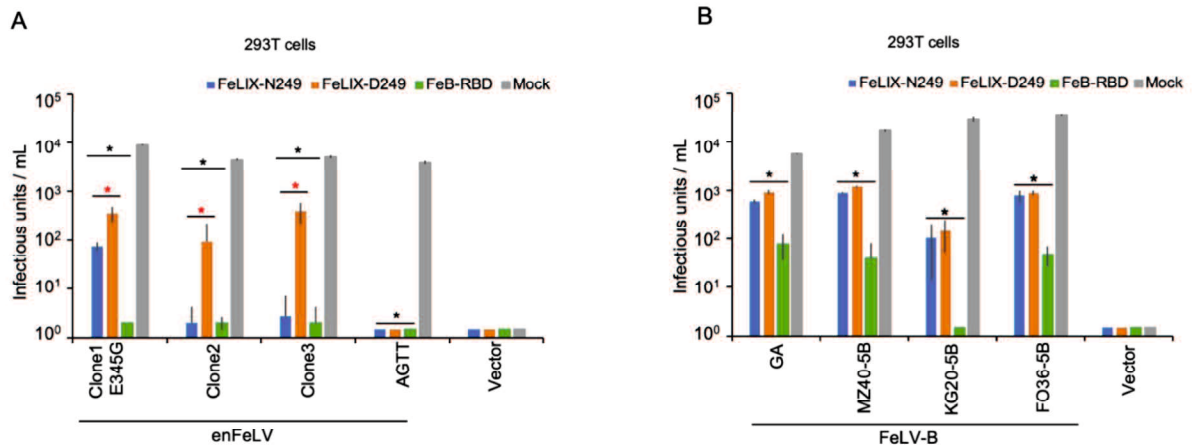 A
293T cells
FeLIX-N249 FeLIX-D249 FeB-RBD Mock
Infectious units / mL
10^5
10^4
10^3
10^2
10^1
10^0
* * * *
* * *
Clone1 E345G
Clone2
Clone3
AGTT
Vector
enFeLV
B
293T cells
FeLIX-N249 FeLIX-D249 FeB-RBD Mock
Infectious units / mL
10^5
10^4
10^3
10^2
10^1
10^0
* * * *
GA
MZ40-5B
KG20-5B
FO36-5B
Vector
FeLV-B